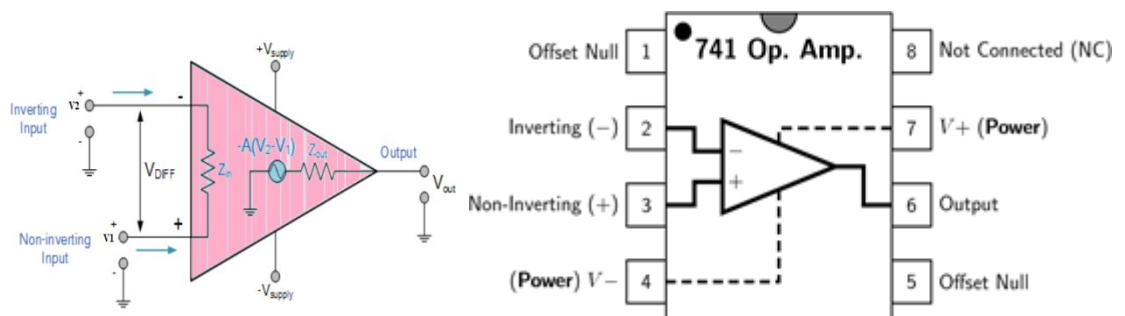 +Vsupply
Inverting
Input
+
V2
-
-
VDIFF
Zin
-A(V2-V1)
Zout
Output
Vout
-
Non-inverting
Input
+
V1
+
-
-Vsupply
741 Op. Amp.
Offset Null 1
8 Not Connected (NC)
Inverting (−) 2
−
7 V+ (Power)
Non-Inverting (+) 3
+
6 Output
(Power) V− 4
5 Offset Null